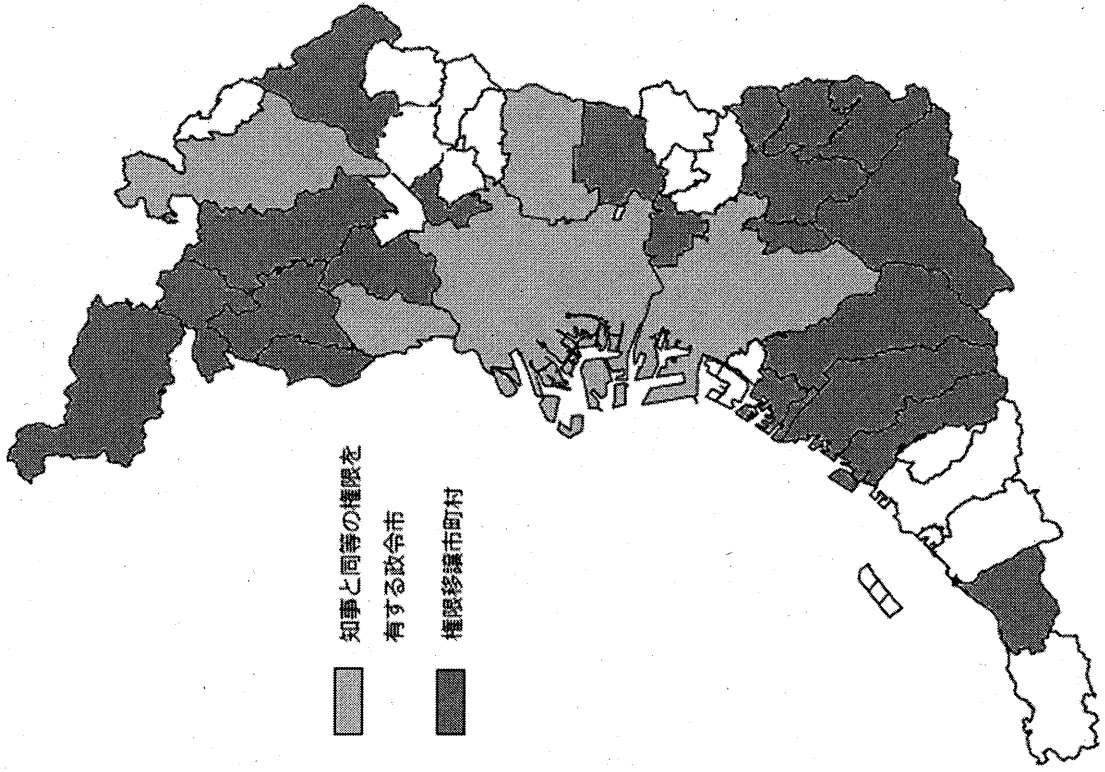 知事と同等の権限を
有する政令市
権限移譲市町村